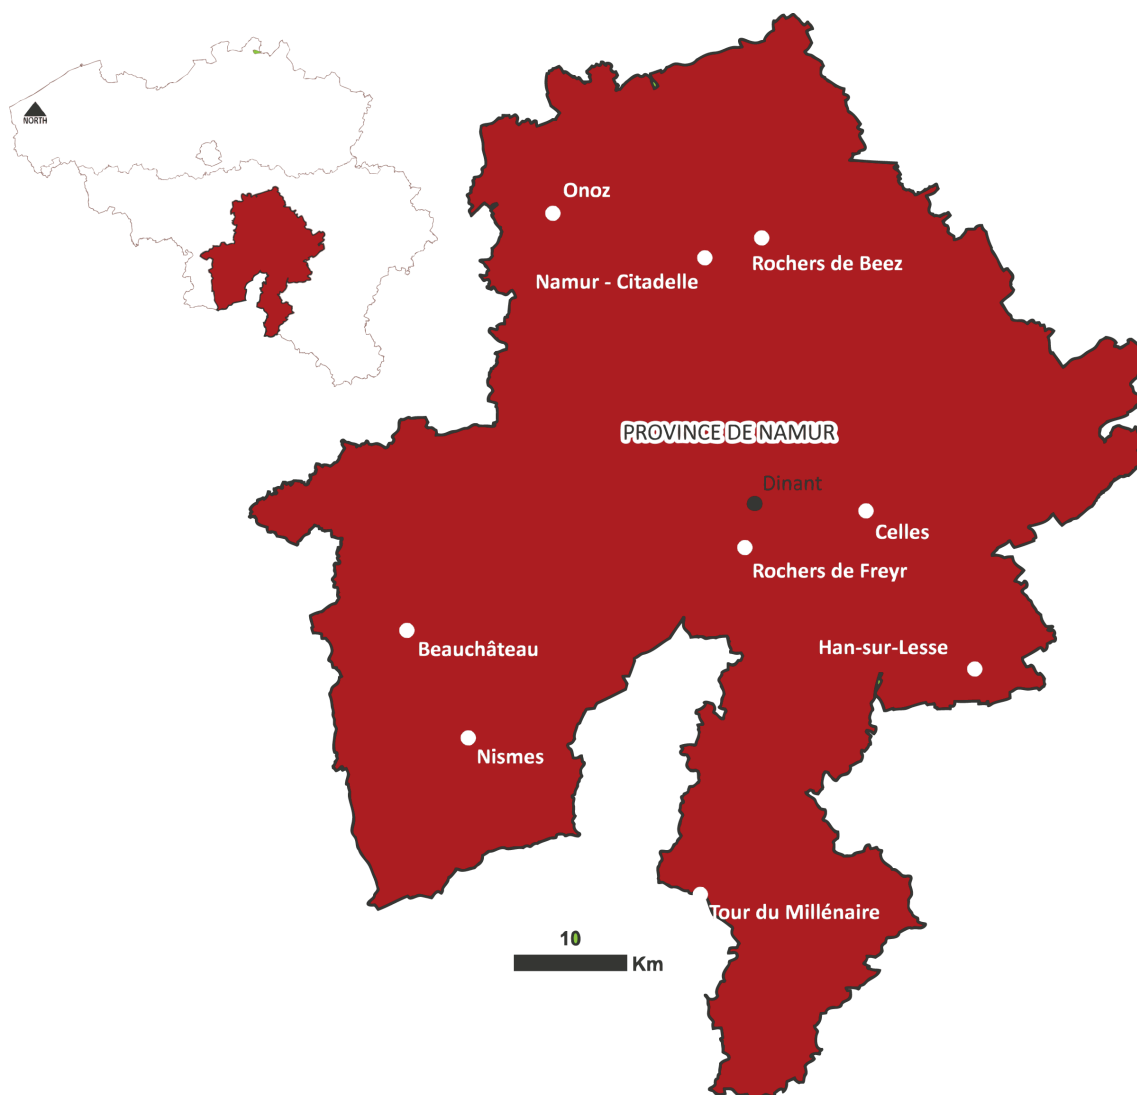 NORTH
Onoz
Rochers de Beez
Namur - Citadelle
PROVINCE DE NAMUR
Dinant
Celles
Rochers de Freyr
Beauchâteau
Han-sur-Lesse
Nismes
Tour du Millénaire
10
Km